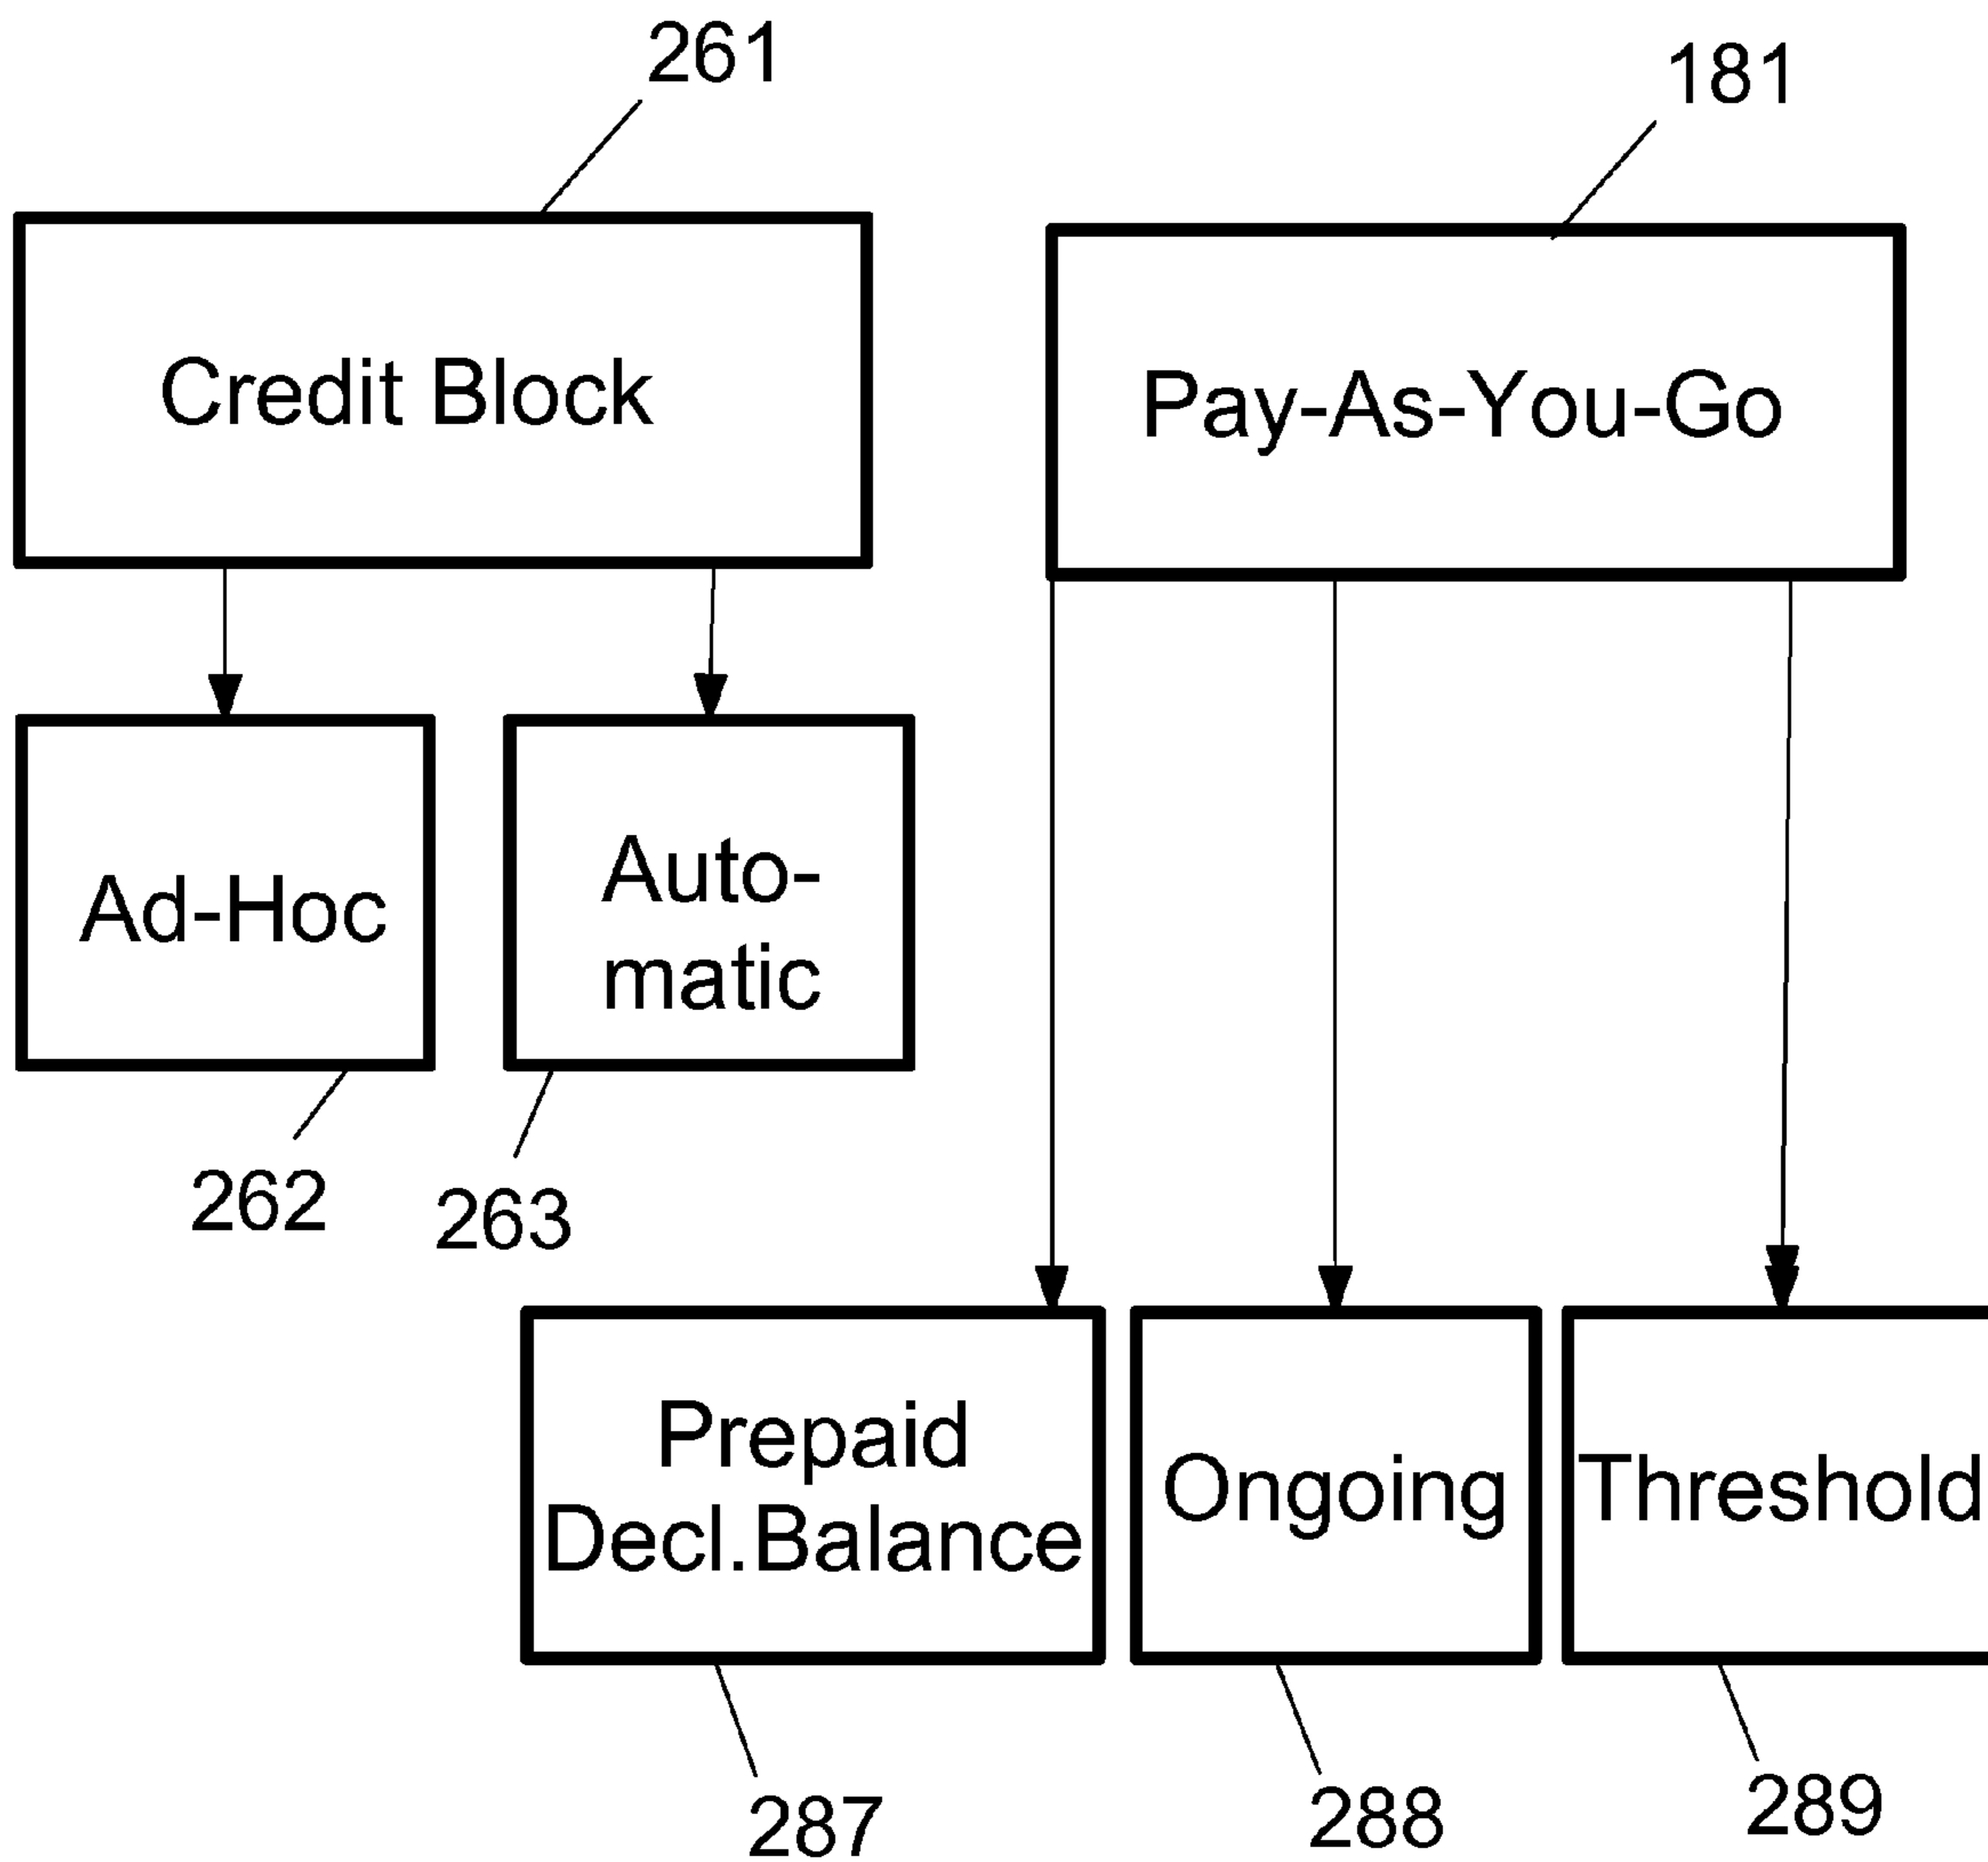 261
181
Credit Block
Pay-As-You-Go
Ad-Hoc
Auto-
matic
262
263
Prepaid
Decl.Balance
Ongoing
Threshold
287
288
289